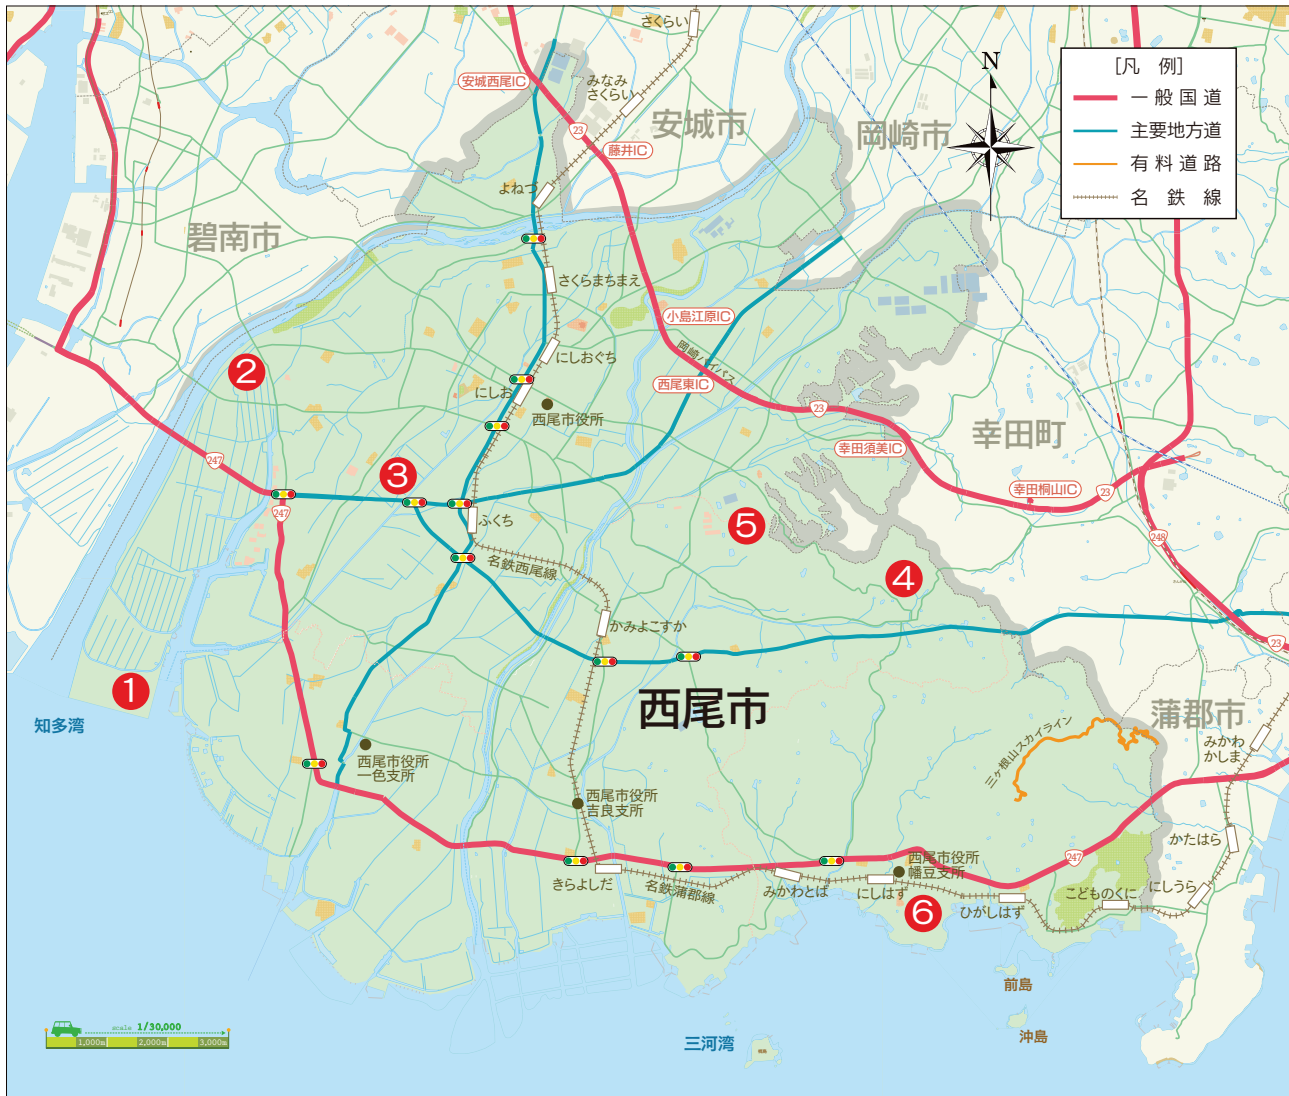 さくらい
N
[凡 例]
一般国道
主要地方道
有料道路
名 鉄 線
安城西尾IC
みなみ
さくらい
安城市
岡崎市
23
藤井IC
よねづ
碧南市
さくらまちまえ
小島江原IC
岡崎バイパス
にしおぐち
②
西尾東IC
にしお
西尾市役所
23
幸田町
幸田須美IC
247
③
幸田桐山IC
23
247
ふくち
⑤
248
名鉄西尾線
④
かみよこすか
23
①
西尾市
蒲郡市
知多湾
三ヶ根山スカイライン
みかわ
かしま
西尾市役所
一色支所
西尾市役所
吉良支所
かたはら
247
西尾市役所
幡豆支所
きらよしだ
名鉄蒲郡線
みかわとば
にしはず
こどものくに
にしうら
⑥
ひがしはず
前島
沖島
scale 1/30,000
1,000m
2,000m
3,000m
三河湾